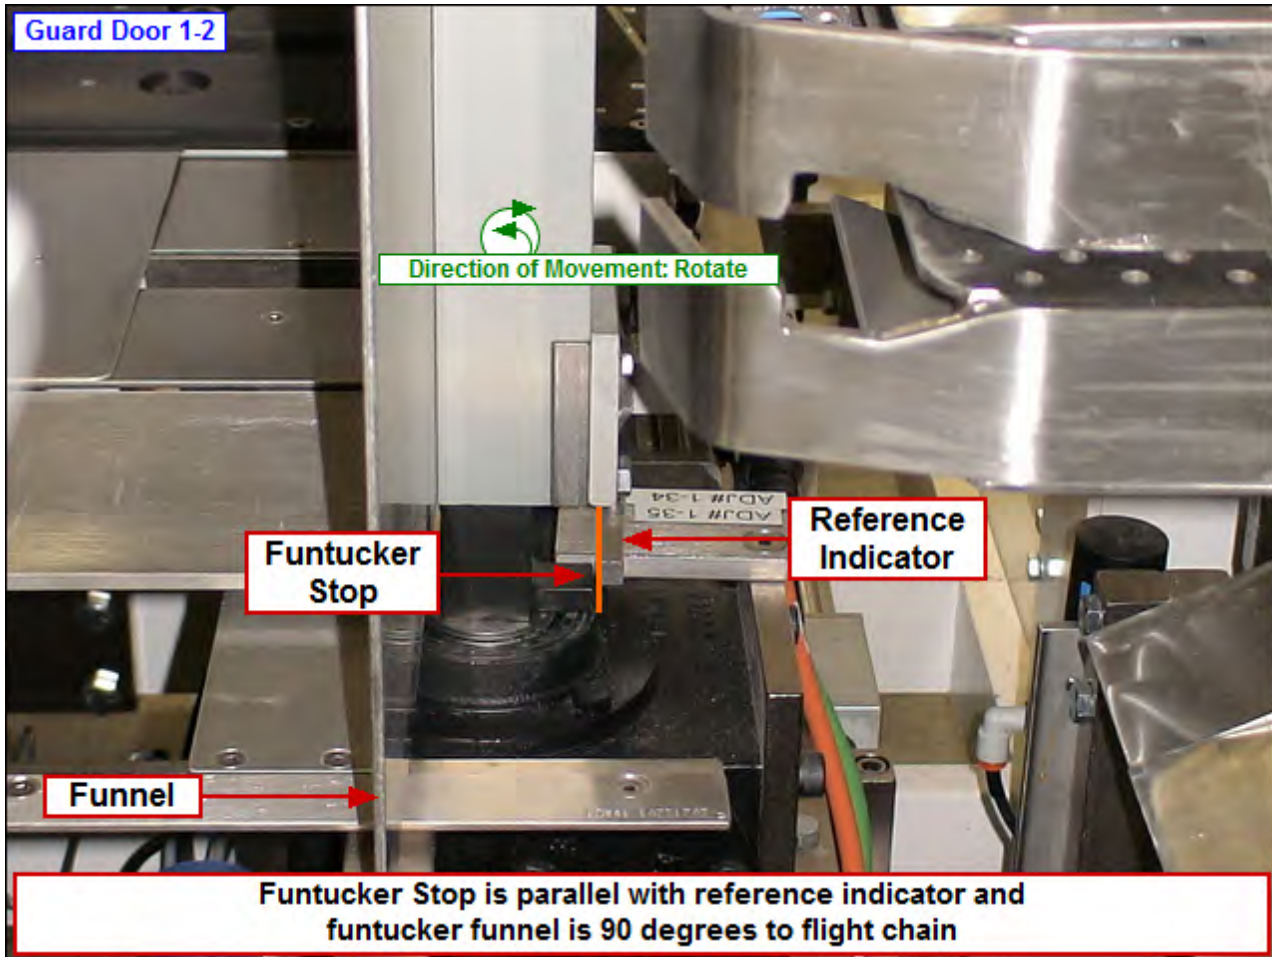 Guard Door 1-2
Direction of Movement: Rotate
ADJ# 1-34
ADJ# 1-35
Reference
Indicator
Funtucker
Stop
Funnel
Funtucker Stop is parallel with reference indicator and
funtucker funnel is 90 degrees to flight chain